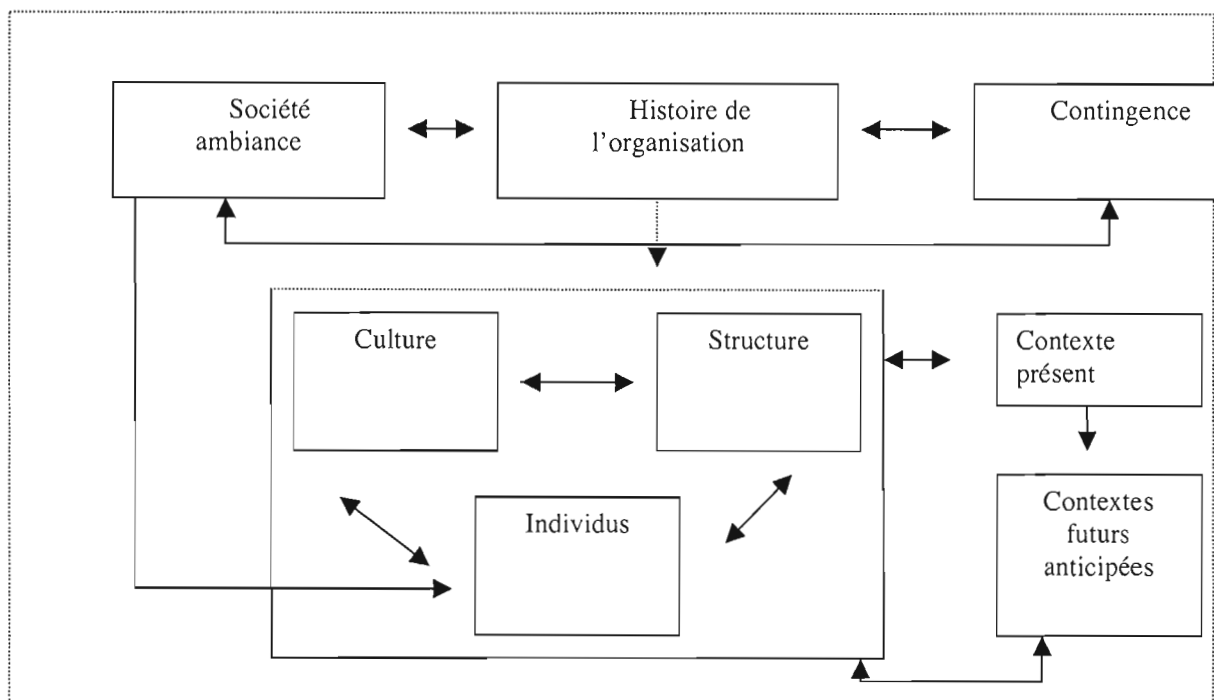 Société
ambiance
Histoire de
l'organisation
Contingence
Culture
Structure
Contexte
présent
Individus
Contextes
futurs
anticipées